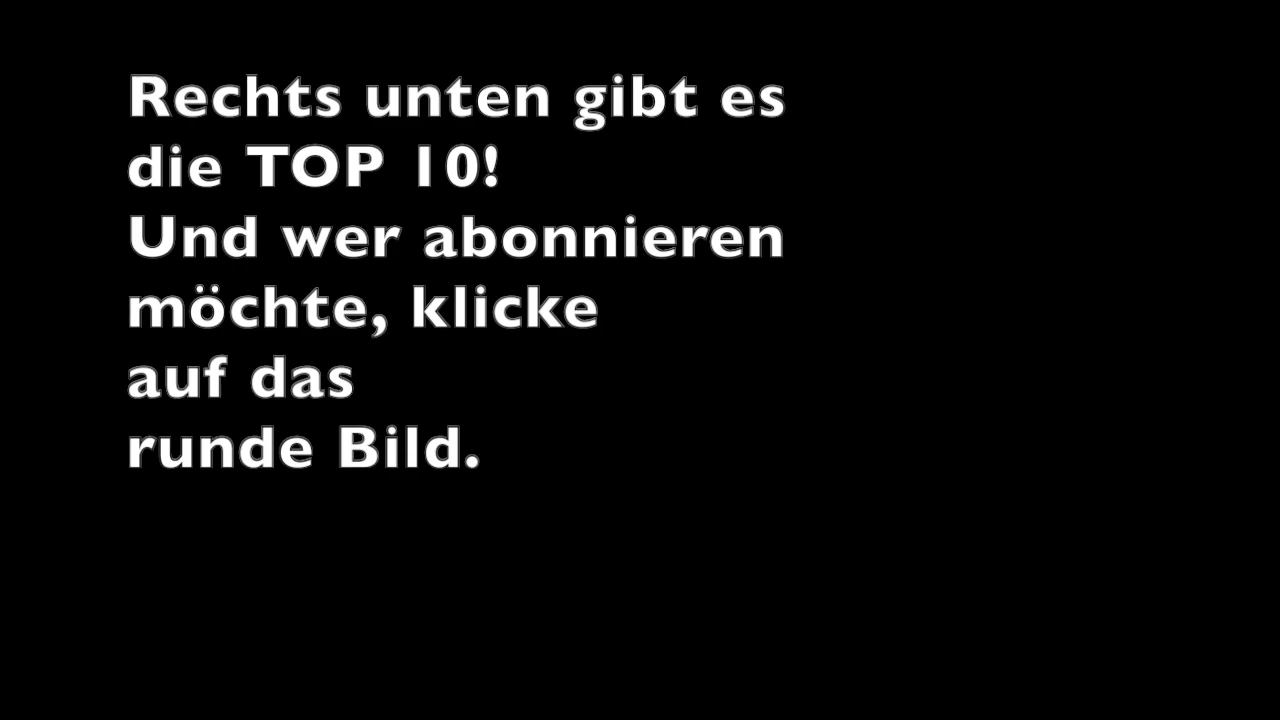 Rechts unten gibt es
die TOP 10!
Und wer abonnieren
möchte, klicke
auf das
runde Bild.